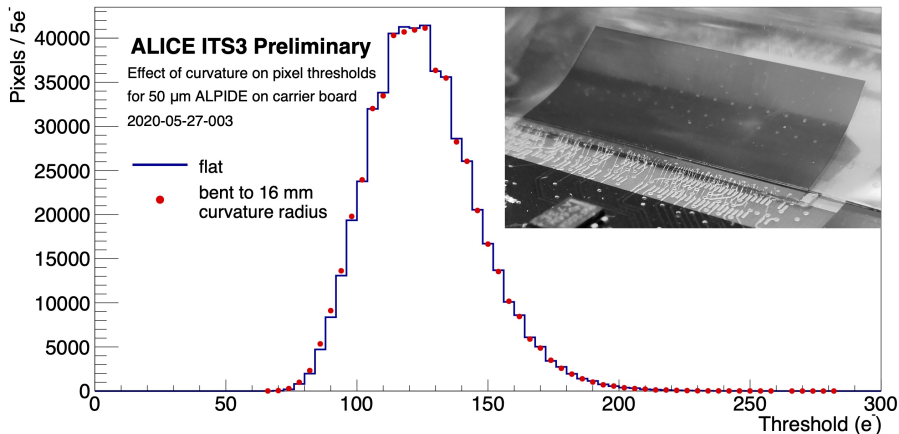 ALICE ITS3 Preliminary
Effect of curvature on pixel thresholds
for 50 µm ALPIDE on carrier board
2020-05-27-003
flat
bent to 16 mm
curvature radius
Pixels / 5e⁻
40000
35000
30000
25000
20000
15000
10000
5000
0
0 50 100 150 200 250 300
Threshold (e⁻)